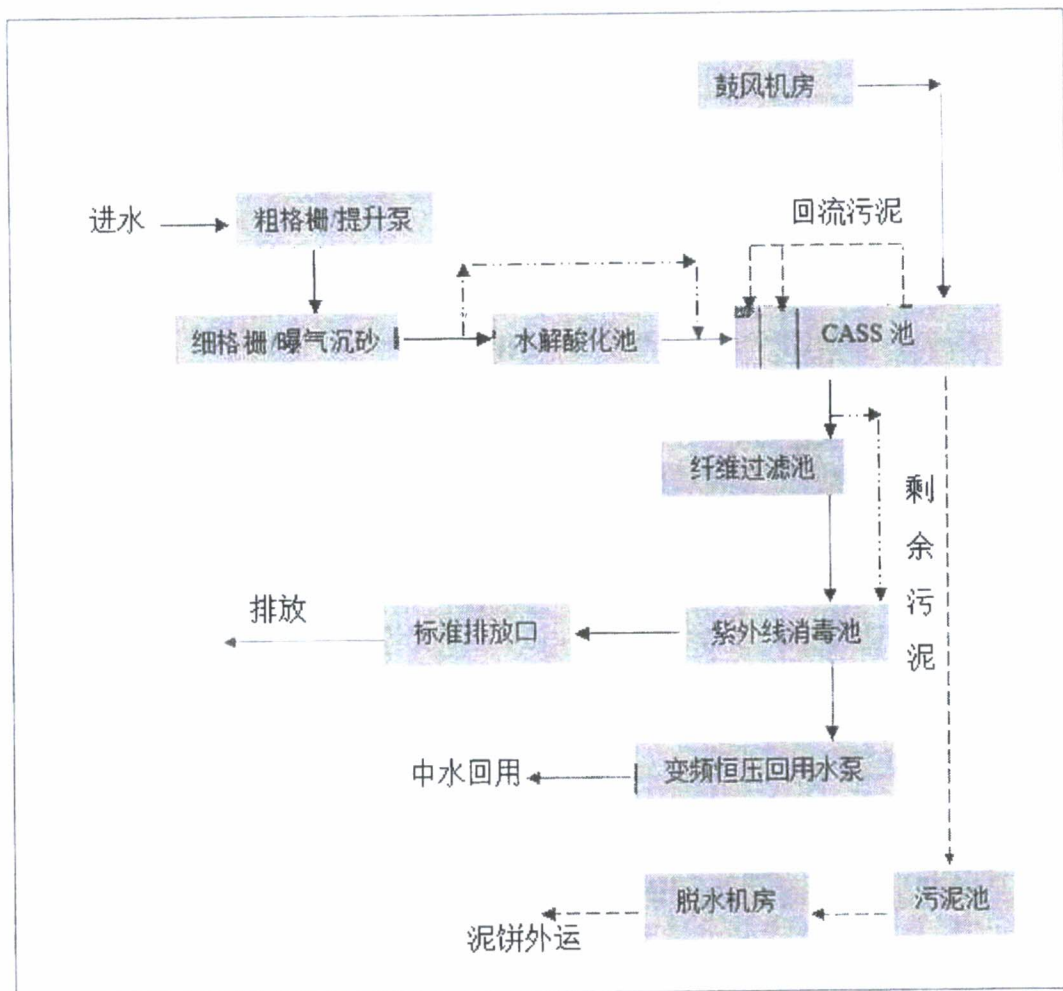 鼓风机房
进水
粗格栅/提升泵
回流污泥
细格栅/曝气沉砂
水解酸化池
CASS 池
纤维过滤池
剩余污泥
排放
标准排放口
紫外线消毒池
中水回用
变频恒压回用水泵
脱水机房
污泥池
泥饼外运